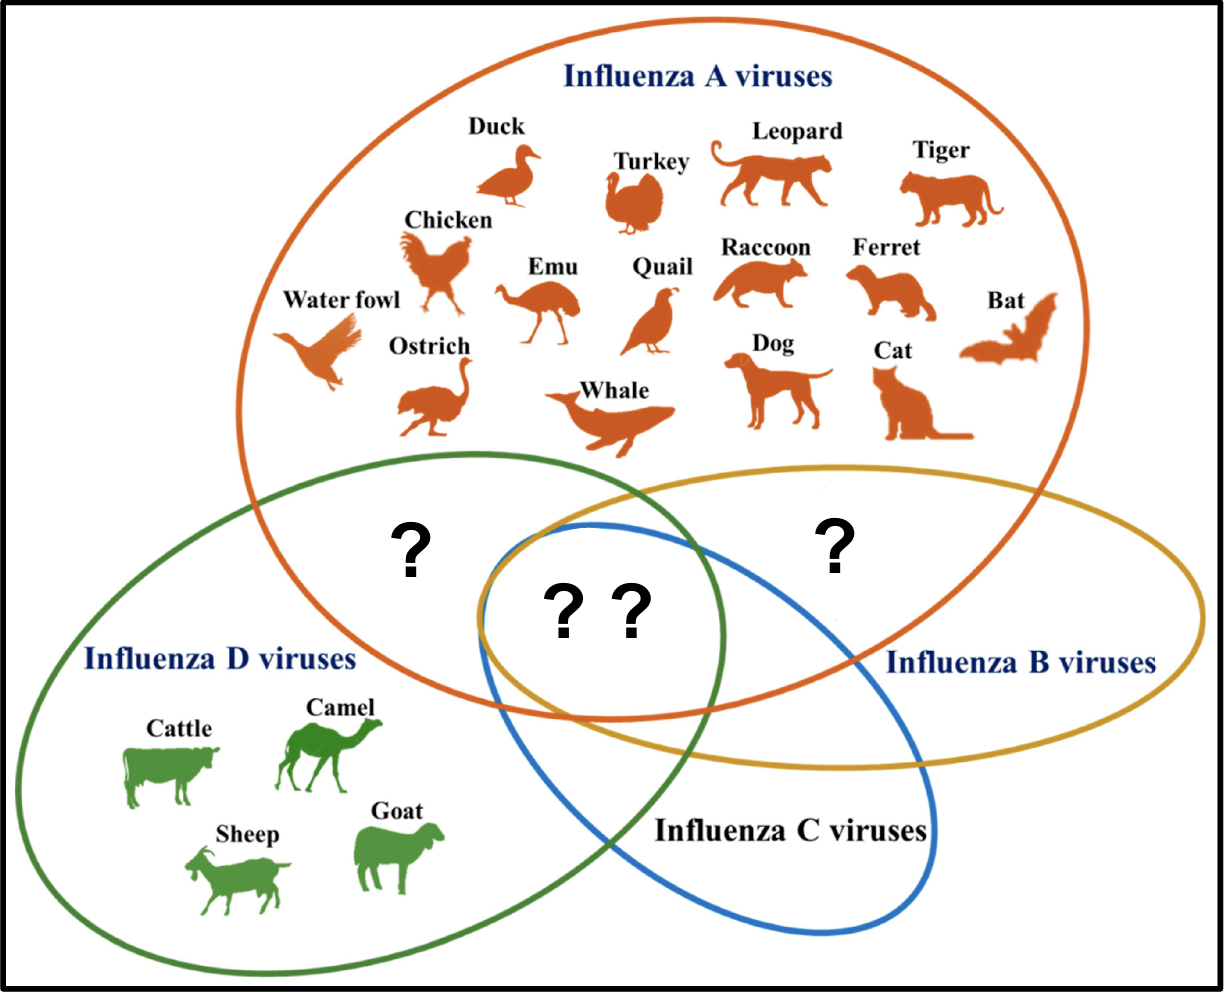 Influenza A viruses
Duck
Leopard
Turkey
Tiger
Chicken
Raccoon
Ferret
Emu
Quail
Water fowl
Bat
Ostrich
Dog
Cat
Whale
?
?
? ?
Influenza D viruses
Influenza B viruses
Camel
Cattle
Goat
Sheep
Influenza C viruses